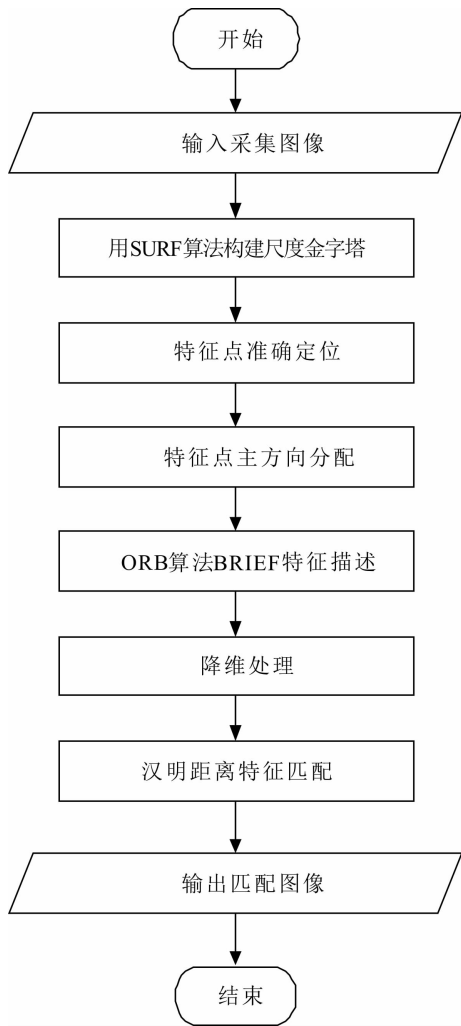 开始
输入采集图像
用SURF算法构建尺度金字塔
特征点准确定位
特征点主方向分配
ORB算法BRIEF特征描述
降维处理
汉明距离特征匹配
输出匹配图像
结束